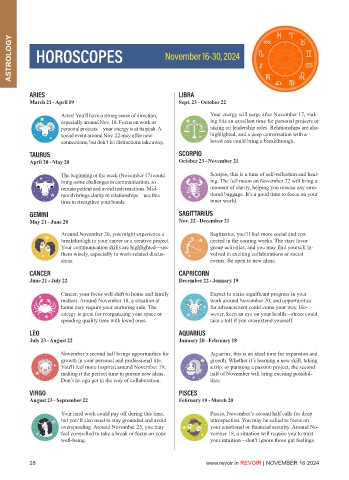 ASTROLOGY
HOROSCOPES
November 16-30, 2024
ARIES
March 21 - April 19
Aries! You'll have a strong sense of direction,
especially around Nov. 18. Focus on work or
personal projects – your energy is at its peak. A
social event around Nov. 22 may offer new
connections, but don't let distractions take away.
TAURUS
April 20 - May 20
The beginning of the week (November 17) could
bring some challenges in communication, so
remain patient and avoid rash reactions. Mid-
month brings clarity in relationships – use this
time to strengthen your bonds.
GEMINI
May 21 - June 20
Around November 20, you might experience a
breakthrough in your career or a creative project.
Your communication skills are highlighted—use
them wisely, especially in work-related discus-
sions.
CANCER
June 21 - July 22
Cancer, your focus will shift to home and family
matters. Around November 18, a situation at
home may require your nurturing side. The
energy is great for reorganizing your space or
spending quality time with loved ones.
LEO
July 23 - August 22
November's second half brings opportunities for
growth in your personal and professional life.
You'll feel more inspired around November 19,
making it the perfect time to pursue new ideas.
Don't let ego get in the way of collaboration.
VIRGO
August 23 - September 22
Your hard work could pay off during this time,
but you'll also need to stay grounded and avoid
overspending. Around November 25, you may
feel compelled to take a break or focus on your
well-being.
LIBRA
Sept. 23 - October 22
Your energy will surge after November 17, mak-
ing this an excellent time for personal projects or
taking on leadership roles. Relationships are also
highlighted, and a deep conversation with a
loved one could bring a breakthrough.
SCORPIO
October 23 - November 21
Scorpio, this is a time of self-reflection and heal-
ing. The full moon on November 22 will bring a
moment of clarity, helping you release any emo-
tional baggage. It's a good time to focus on your
inner world.
SAGITTARIUS
Nov. 22 - December 21
Sagittarius, you'll feel more social and con-
nected in the coming weeks. The stars favor
group activities, and you may find yourself in-
volved in exciting collaborations or social
events. Be open to new ideas.
CAPRICORN
December 22 - January 19
Expect to make significant progress in your
work around November 20, and opportunities
for advancement could come your way. Ho-
wever, keep an eye on your health—stress could
take a toll if you overextend yourself.
AQUARIUS
January 20 - February 18
Aquarius, this is an ideal time for expansion and
growth. Whether it's learning a new skill, taking
a trip, or pursuing a passion project, the second
half of November will bring exciting possibil-
ities.
PISCES
February 19 - March 20
Pisces, November's second half calls for deep
introspection. You may be called to focus on
your emotional or financial security. Around No-
vember 18, a situation will require you to trust
your intuition—don't ignore those gut feelings.
28
www.revoir.in REVOIR | NOVEMBER 16 2024